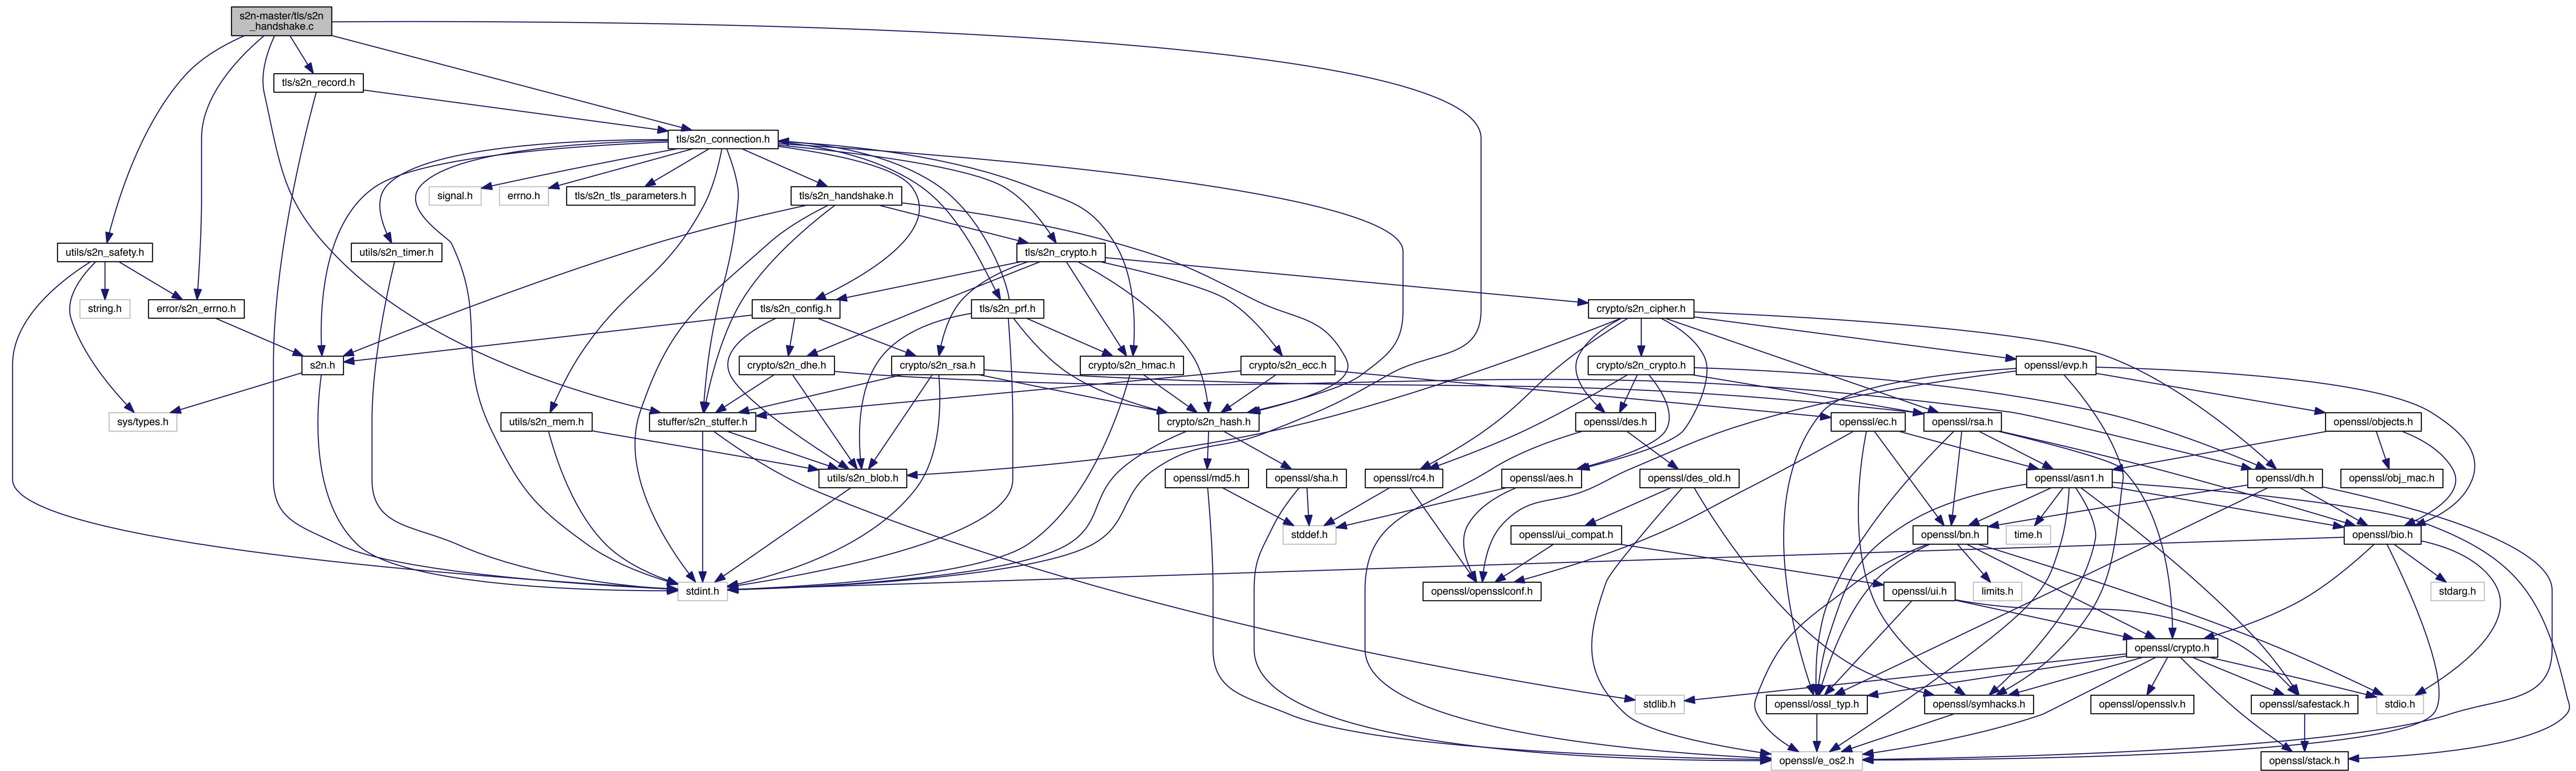 s2n-master/tls/s2n
_handshake.c
tls/s2n_record.h
tls/s2n_connection.h
signal.h
errno.h
tls/s2n_tls_parameters.h
tls/s2n_handshake.h
utils/s2n_safety.h
utils/s2n_timer.h
tls/s2n_crypto.h
string.h
error/s2n_errno.h
tls/s2n_config.h
tls/s2n_prf.h
crypto/s2n_cipher.h
s2n.h
crypto/s2n_dhe.h
crypto/s2n_rsa.h
crypto/s2n_hmac.h
crypto/s2n_ecc.h
crypto/s2n_crypto.h
openssl/evp.h
sys/types.h
utils/s2n_mem.h
stuffer/s2n_stuffer.h
crypto/s2n_hash.h
openssl/des.h
openssl/ec.h
openssl/rsa.h
openssl/objects.h
utils/s2n_blob.h
openssl/md5.h
openssl/sha.h
openssl/rc4.h
openssl/aes.h
openssl/des_old.h
openssl/asn1.h
openssl/dh.h
openssl/obj_mac.h
stddef.h
openssl/ui_compat.h
openssl/bn.h
time.h
openssl/bio.h
stdint.h
openssl/opensslconf.h
openssl/ui.h
limits.h
stdarg.h
openssl/crypto.h
stdlib.h
openssl/ossl_typ.h
openssl/symhacks.h
openssl/opensslv.h
openssl/safestack.h
stdio.h
openssl/e_os2.h
openssl/stack.h